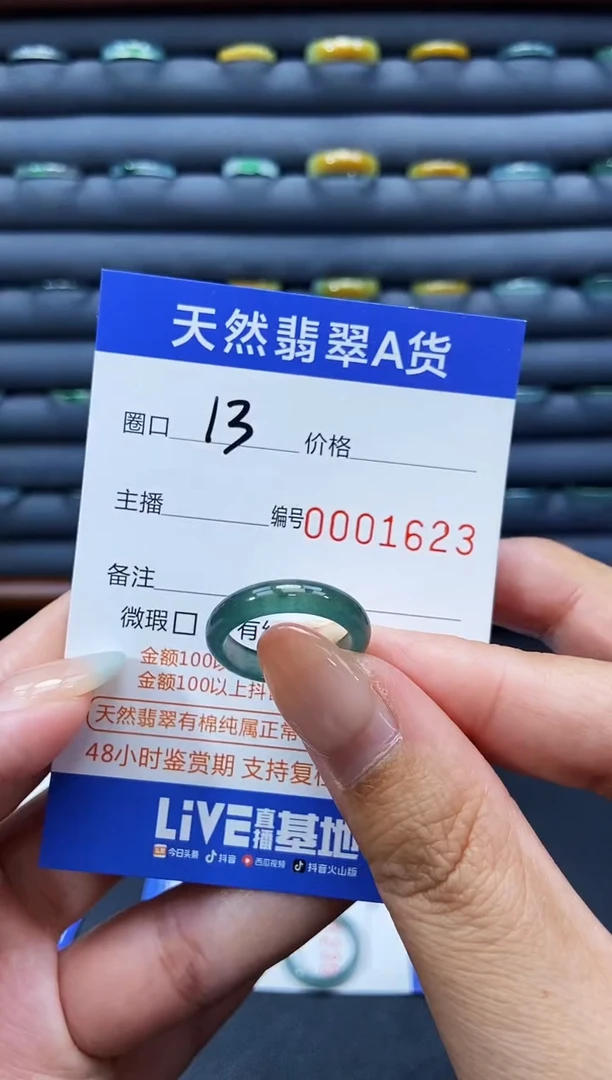 天然翡翠A货
圈口 13 价格
主播 编号 0001623
备注
微瑕□ 有
金额100以
金额100以上抖
天然翡翠有棉纯属正常
48小时鉴赏期 支持复检
LiVE直播基地
今日头条 抖音 西瓜视频 抖音火山版